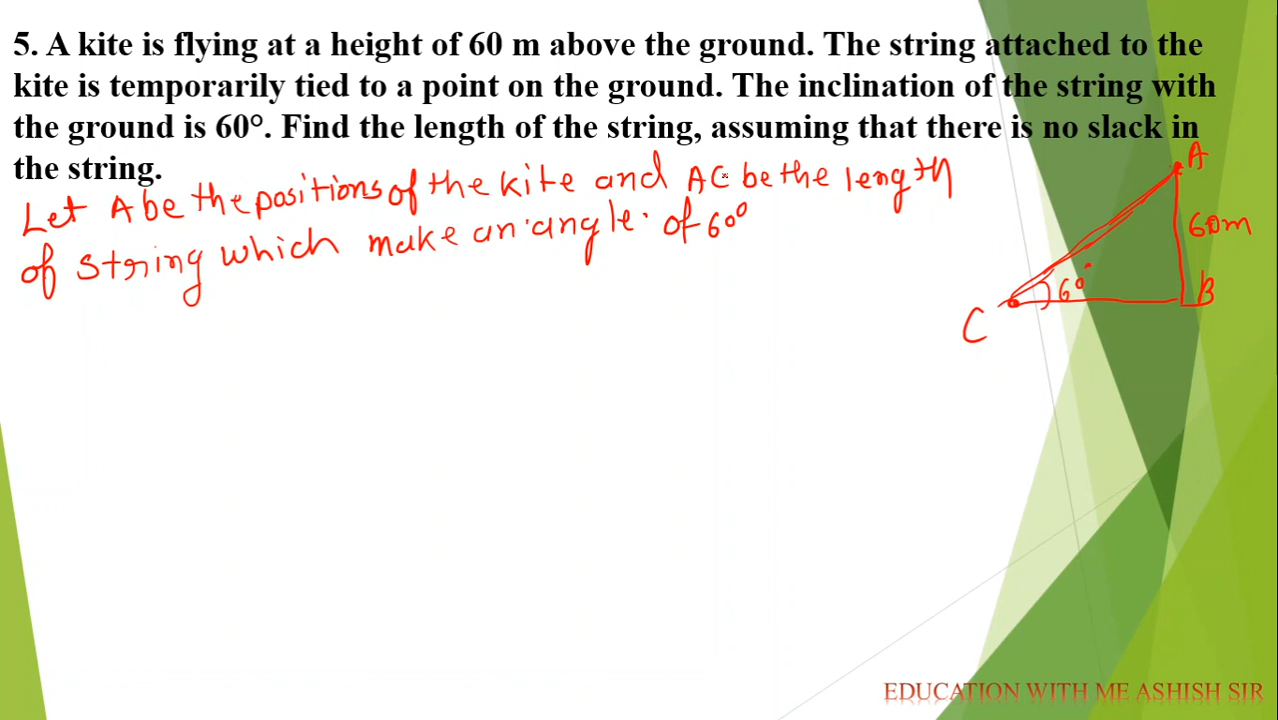 5. A kite is flying at a height of 60 m above the ground. The string attached to the
kite is temporarily tied to a point on the ground. The inclination of the string with
the ground is 60°. Find the length of the string, assuming that there is no slack in
the string.
Let A be the positions of the kite and AC be the length
of string which make an angle of 60°
A
60m
60°
B
C
EDUCATION WITH ME ASHISH SIR